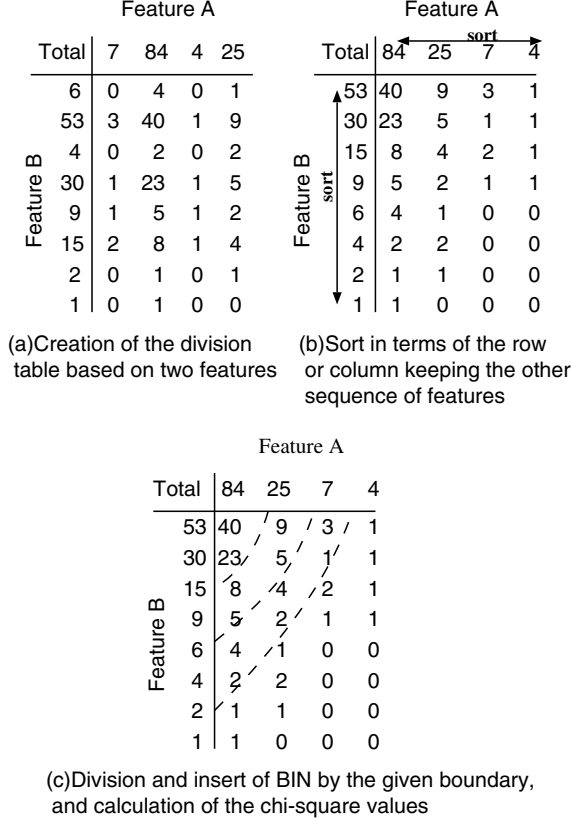 Feature A
Total 7 84 4 25
6 0 4 0 1
53 3 40 1 9
4 0 2 0 2
30 1 23 1 5
9 1 5 1 2
15 2 8 1 4
2 0 1 0 1
1 0 1 0 0
Feature B
(a)Creation of the division
table based on two features
Feature A
sort
Total 84 25 7 4
53 40 9 3 1
30 23 5 1 1
15 8 4 2 1
9 5 2 1 1
6 4 1 0 0
4 2 2 0 0
2 1 1 0 0
1 1 0 0 0
Feature B
sort
(b)Sort in terms of the row
or column keeping the other
sequence of features
Feature A
Total 84 25 7 4
53 40 9 3 1
30 23 5 1 1
15 8 4 2 1
9 5 2 1 1
6 4 1 0 0
4 2 2 0 0
2 1 1 0 0
1 1 0 0 0
Feature B
(c)Division and insert of BIN by the given boundary,
and calculation of the chi-square values